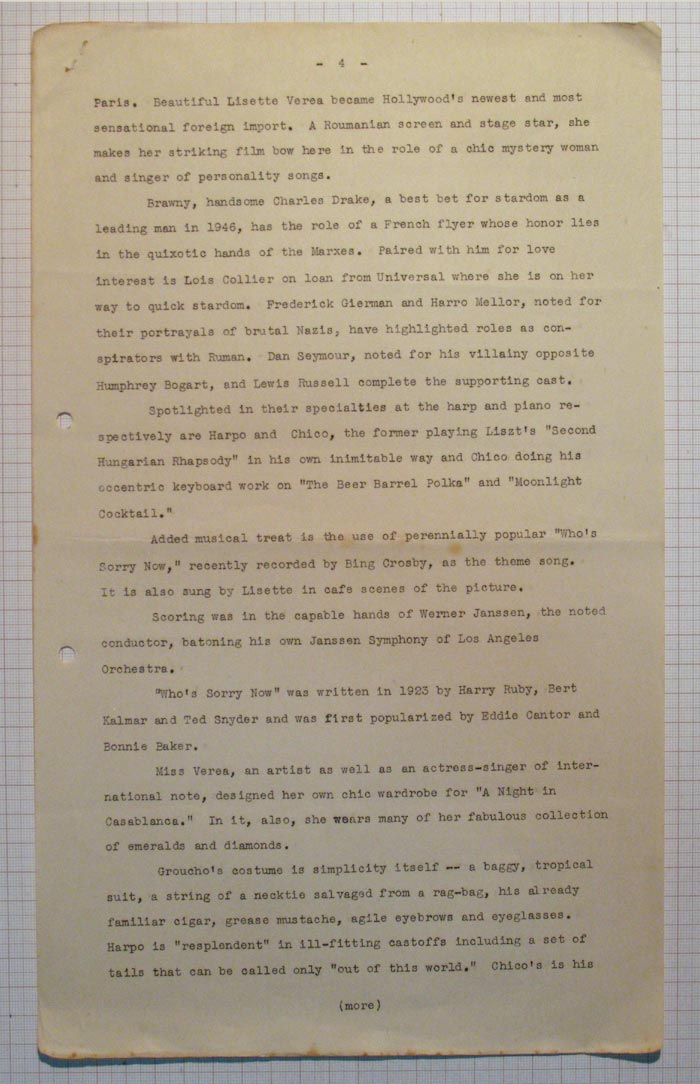 - 4 -
Paris. Beautiful Lisette Verea became Hollywood's newest and most
sensational foreign import. A Roumanian screen and stage star, she
makes her striking film bow here in the role of a chic mystery woman
and singer of personality songs.
Brawny, handsome Charles Drake, a best bet for stardom as a
leading man in 1946, has the role of a French flyer whose honor lies
in the quixotic hands of the Marxes. Paired with him for love
interest is Lois Collier on loan from Universal where she is on her
way to quick stardom. Frederick Gierman and Harro Mellor, noted for
their portrayals of brutal Nazis, have highlighted roles as con-
spirators with Ruman. Dan Seymour, noted for his villainy opposite
Humphrey Bogart, and Lewis Russell complete the supporting cast.
Spotlighted in their specialties at the harp and piano re-
spectively are Harpo and Chico, the former playing Liszt's "Second
Hungarian Rhapsody" in his own inimitable way and Chico doing his
eccentric keyboard work on "The Beer Barrel Polka" and "Moonlight
Cocktail."
Added musical treat is the use of perennially popular "Who's
Sorry Now," recently recorded by Bing Crosby, as the theme song.
It is also sung by Lisette in cafe scenes of the picture.
Scoring was in the capable hands of Werner Janssen, the noted
conductor, batoning his own Janssen Symphony of Los Angeles
Orchestra.
"Who's Sorry Now" was written in 1923 by Harry Ruby, Bert
Kalmar and Ted Snyder and was first popularized by Eddie Cantor and
Bonnie Baker.
Miss Verea, an artist as well as an actress-singer of inter-
national note, designed her own chic wardrobe for "A Night in
Casablanca." In it, also, she wears many of her fabulous collection
of emeralds and diamonds.
Groucho's costume is simplicity itself -- a baggy, tropical
suit, a string of a necktie salvaged from a rag-bag, his already
familiar cigar, grease mustache, agile eyebrows and eyeglasses.
Harpo is "resplendent" in ill-fitting castoffs including a set of
tails that can be called only "out of this world." Chico's is his
(more)